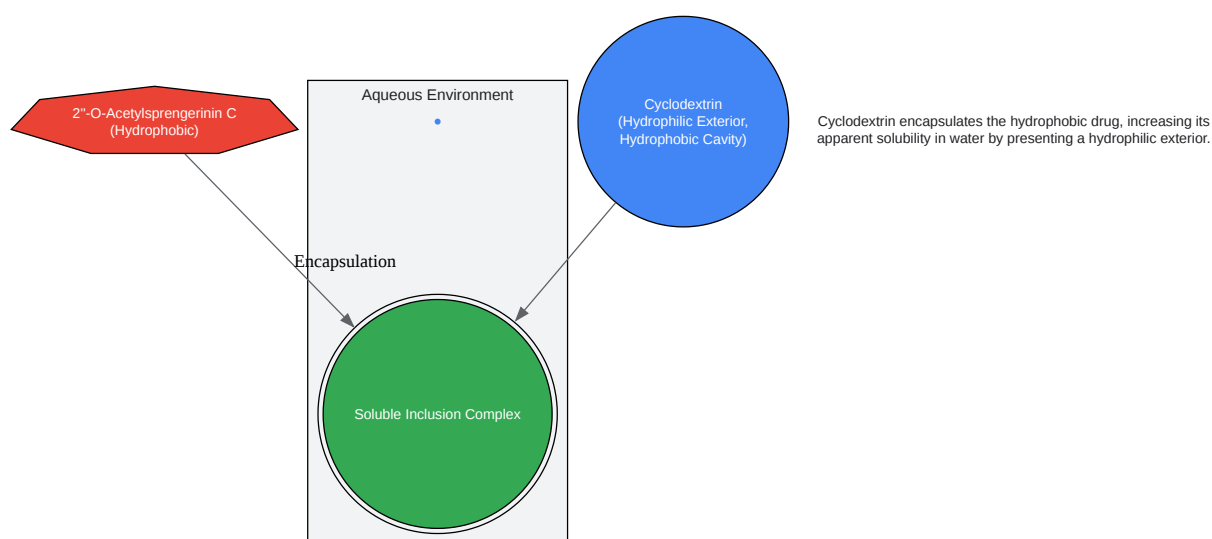 2"-O-Acetylsprengerinin C
(Hydrophobic)
Aqueous Environment
Cyclodextrin
(Hydrophilic Exterior,
Hydrophobic Cavity)
Cyclodextrin encapsulates the hydrophobic drug, increasing its
apparent solubility in water by presenting a hydrophilic exterior.
Encapsulation
Soluble Inclusion Complex